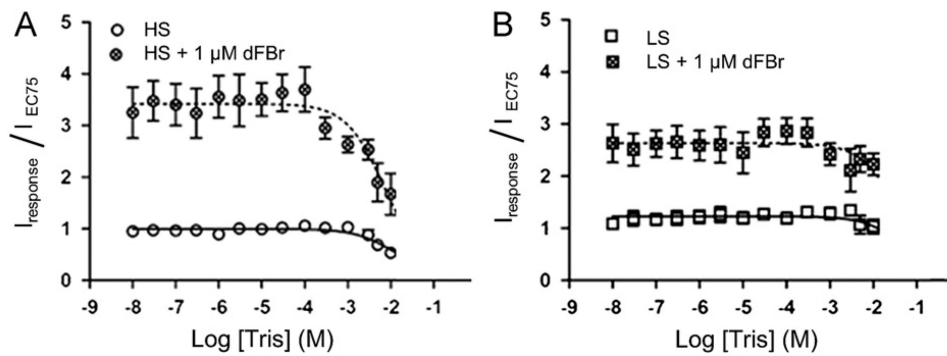 A
HS
HS + 1 µM dFBr
I response / I EC75
5
4
3
2
1
0
-9 -8 -7 -6 -5 -4 -3 -2 -1
Log [Tris] (M)
B
LS
LS + 1 µM dFBr
I response / I EC75
5
4
3
2
1
0
-9 -8 -7 -6 -5 -4 -3 -2 -1
Log [Tris] (M)